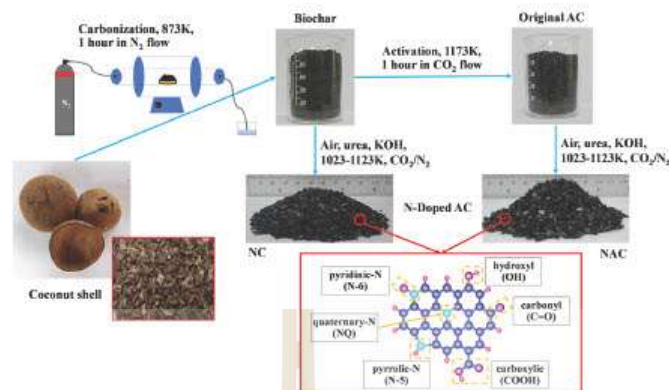 Carbonization, 873K,
1 hour in N₂ flow
Biochar
Original AC
Activation, 1173K,
1 hour in CO₂ flow
N₂
Air, urea, KOH,
1023-1123K, CO₂/N₂
Air, urea, KOH,
1023-1123K, CO₂/N₂
N-Doped AC
NC
NAC
Coconut shell
pyridinic-N
(N-6)
hydroxyl
(OH)
quaternary-N
(NQ)
carbonyl
(C=O)
pyrrolic-N
(N-5)
carboxylic
(COOH)